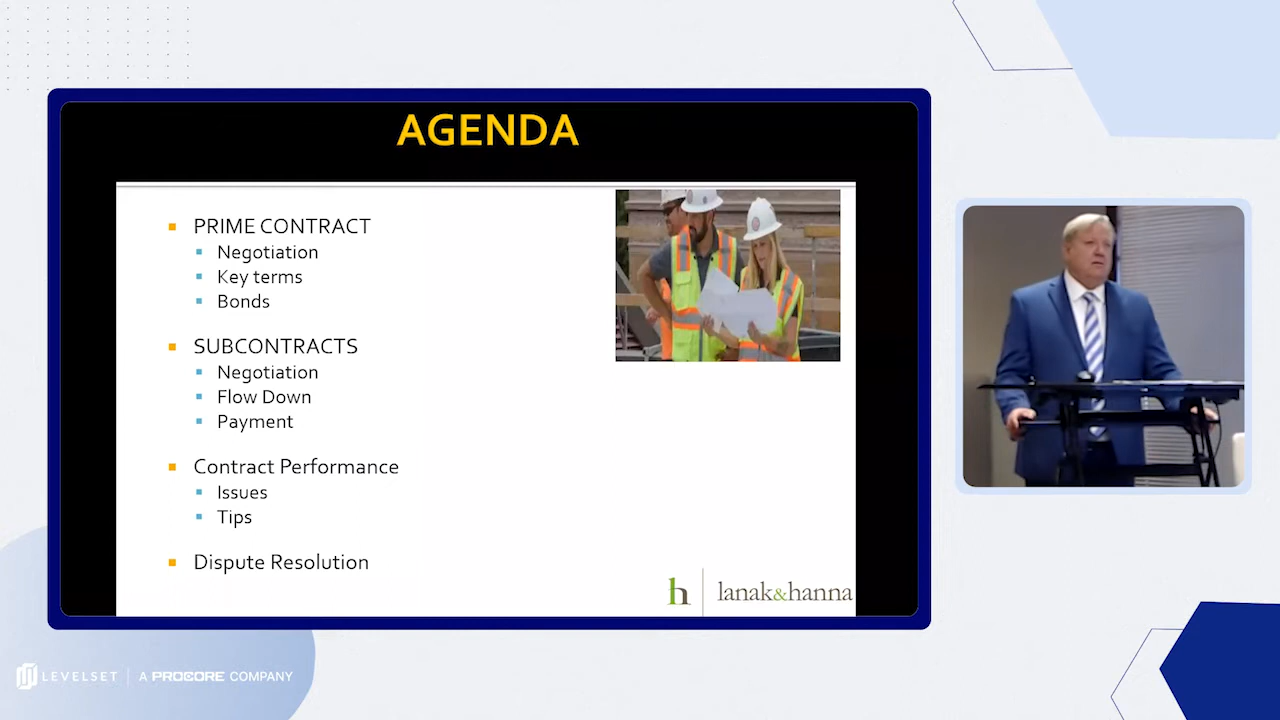 AGENDA
PRIME CONTRACT
Negotiation
Key terms
Bonds
SUBCONTRACTS
Negotiation
Flow Down
Payment
Contract Performance
Issues
Tips
Dispute Resolution
h lanak&hanna
LEVELSET | A PROCORE COMPANY